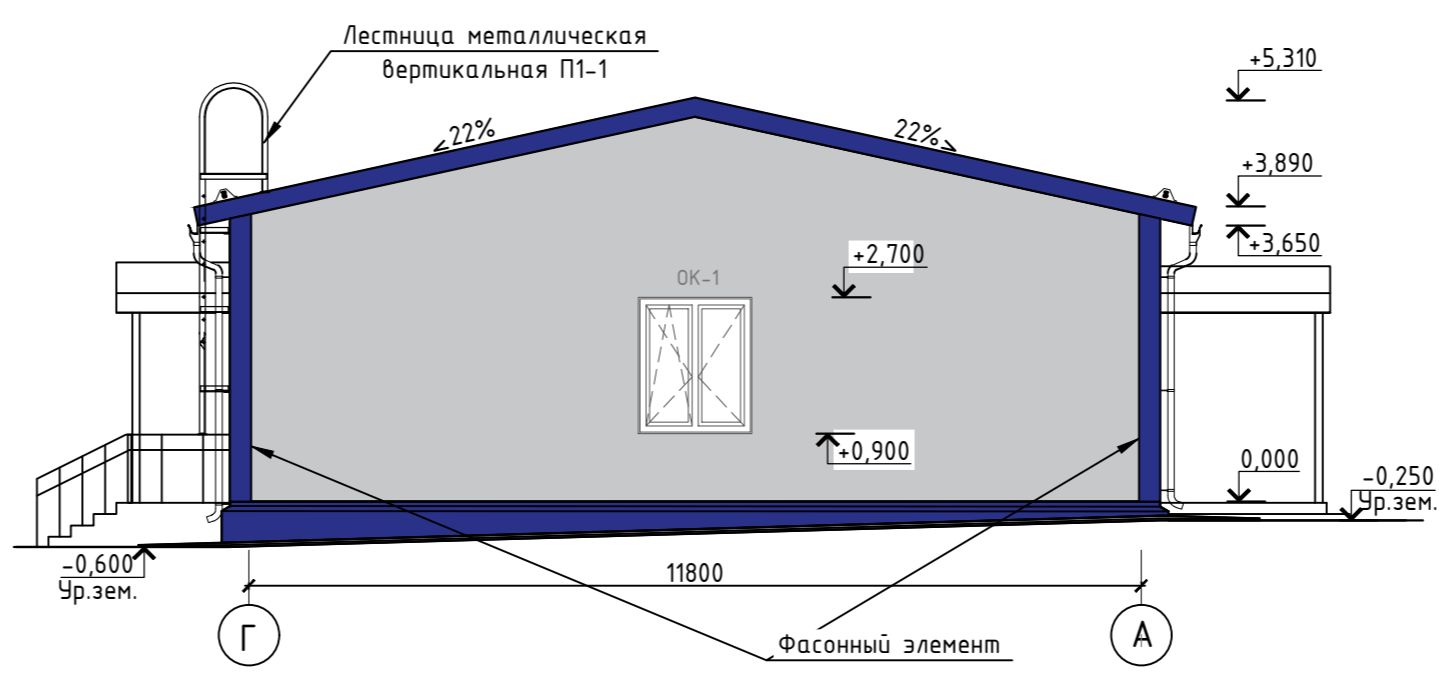 Лестница металлическая
вертикальная П1-1
+5,310
22%
22%
+3,890
+3,650
+2,700
ОК-1
+0,900
0,000
-0,250
Ур.зем.
-0,600
Ур.зем.
11800
Г
А
Фасонный элемент